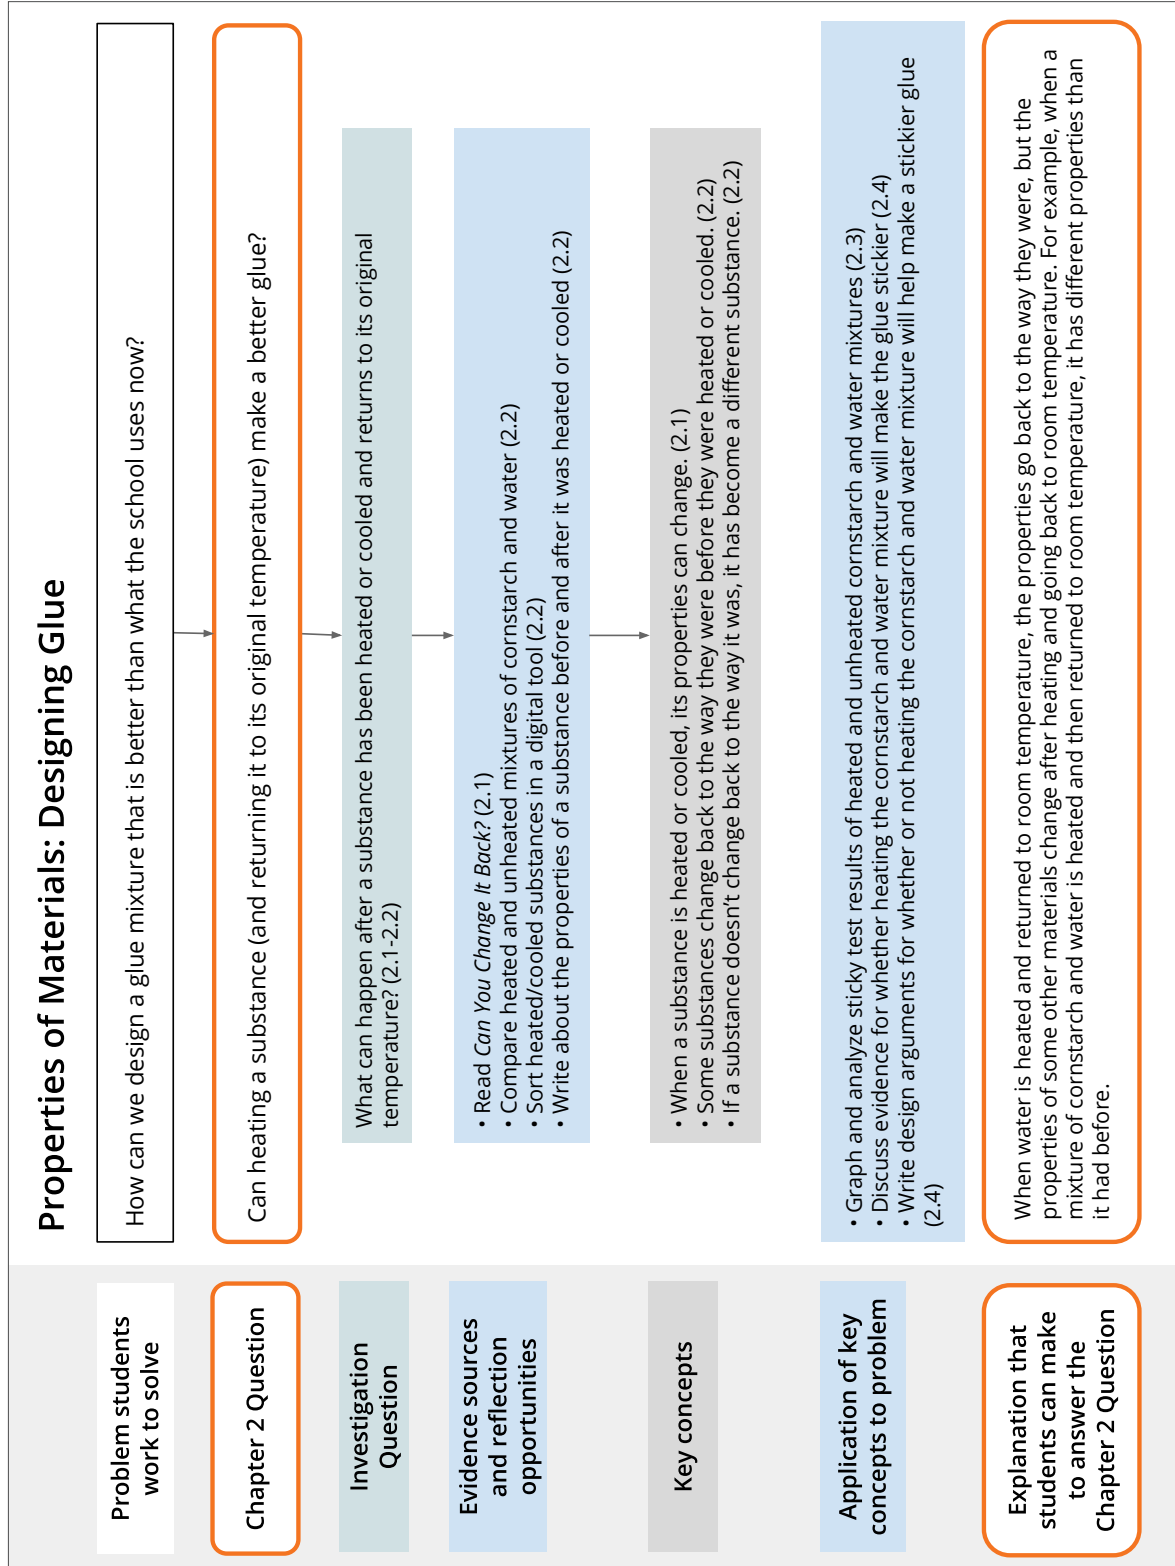 Properties of Materials: Designing Glue
Problem students
work to solve
How can we design a glue mixture that is better than what the school uses now?
Chapter 2 Question
Can heating a substance (and returning it to its original temperature) make a better glue?
Investigation
Question
What can happen after a substance has been heated or cooled and returns to its original
temperature? (2.1-2.2)
Evidence sources
and reflection
opportunities
• Read Can You Change It Back? (2.1)
• Compare heated and unheated mixtures of cornstarch and water (2.2)
• Sort heated/cooled substances in a digital tool (2.2)
• Write about the properties of a substance before and after it was heated or cooled (2.2)
Key concepts
• When a substance is heated or cooled, its properties can change. (2.1)
• Some substances change back to the way they were before they were heated or cooled. (2.2)
• If a substance doesn’t change back to the way it was, it has become a different substance. (2.2)
Application of key
concepts to problem
• Graph and analyze sticky test results of heated and unheated cornstarch and water mixtures (2.3)
• Discuss evidence for whether heating the cornstarch and water mixture will make the glue stickier (2.4)
• Write design arguments for whether or not heating the cornstarch and water mixture will help make a stickier glue
(2.4)
Explanation that
students can make
to answer the
Chapter 2 Question
When water is heated and returned to room temperature, the properties go back to the way they were, but the
properties of some other materials change after heating and going back to room temperature. For example, when a
mixture of cornstarch and water is heated and then returned to room temperature, it has different properties than
it had before.